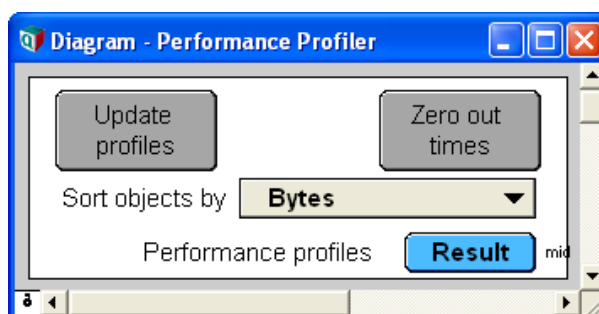 Diagram - Performance Profiler
Update profiles
Zero out times
Sort objects by Bytes
Performance profiles Result mid